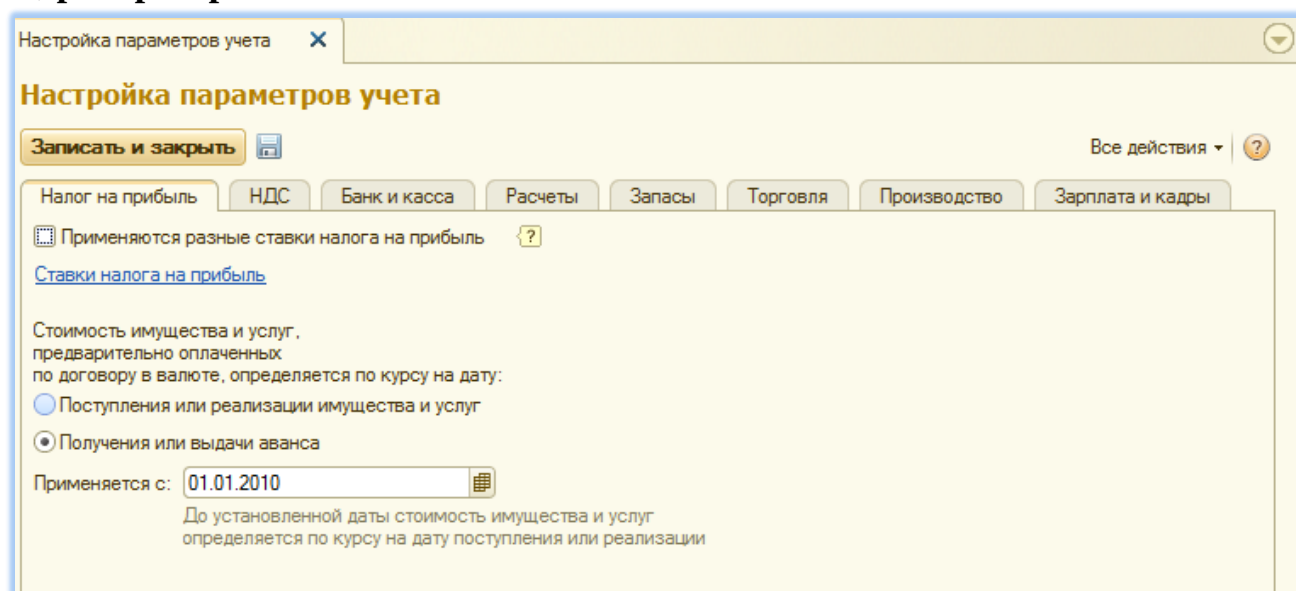 Настройка параметров учета
Настройка параметров учета
Записать и закрыть Все действия
Налог на прибыль НДС Банк и касса Расчеты Запасы Торговля Производство Зарплата и кадры
Применяются разные ставки налога на прибыль ?
Ставки налога на прибыль
Стоимость имущества и услуг,
предварительно оплаченных
по договору в валюте, определяется по курсу на дату:
Поступления или реализации имущества и услуг
Получения или выдачи аванса
Применяется с: 01.01.2010
До установленной даты стоимость имущества и услуг
определяется по курсу на дату поступления или реализации